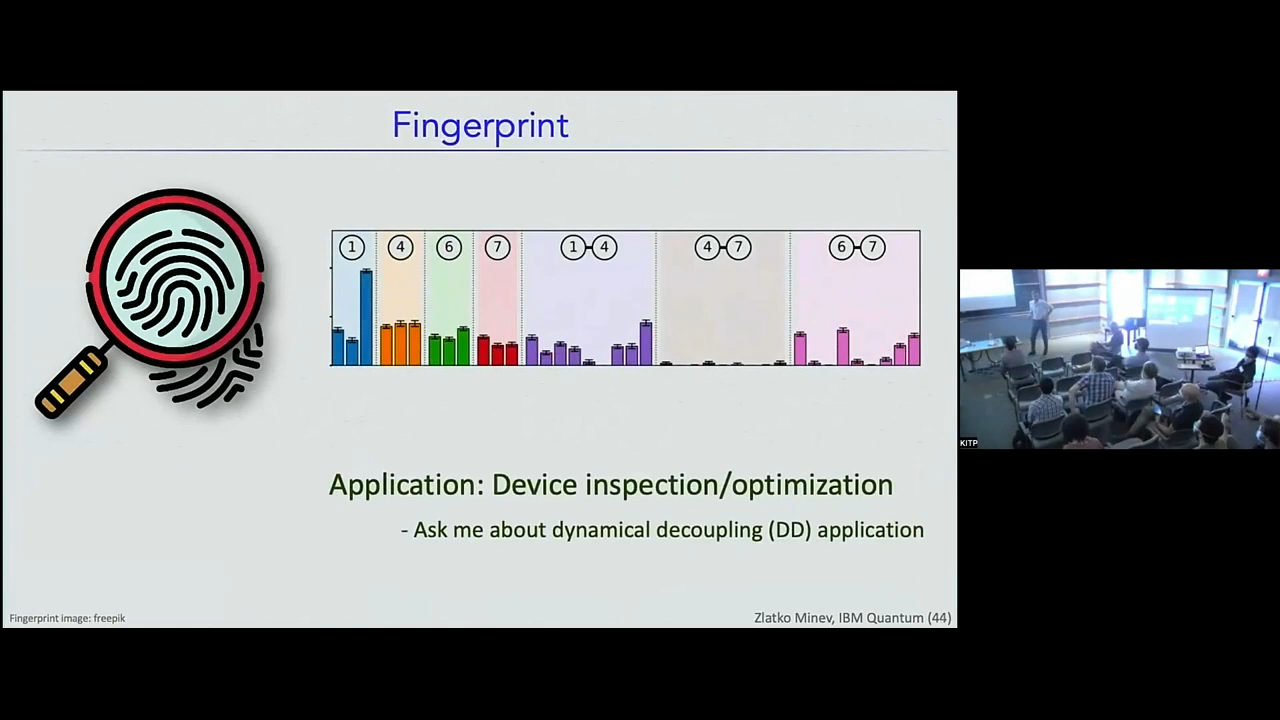 Fingerprint
1 4 6 7 1 4 4 7 6 7
Application: Device inspection/optimization
- Ask me about dynamical decoupling (DD) application
Fingerprint image: freepik
Zlatko Minev, IBM Quantum (44)
KITP